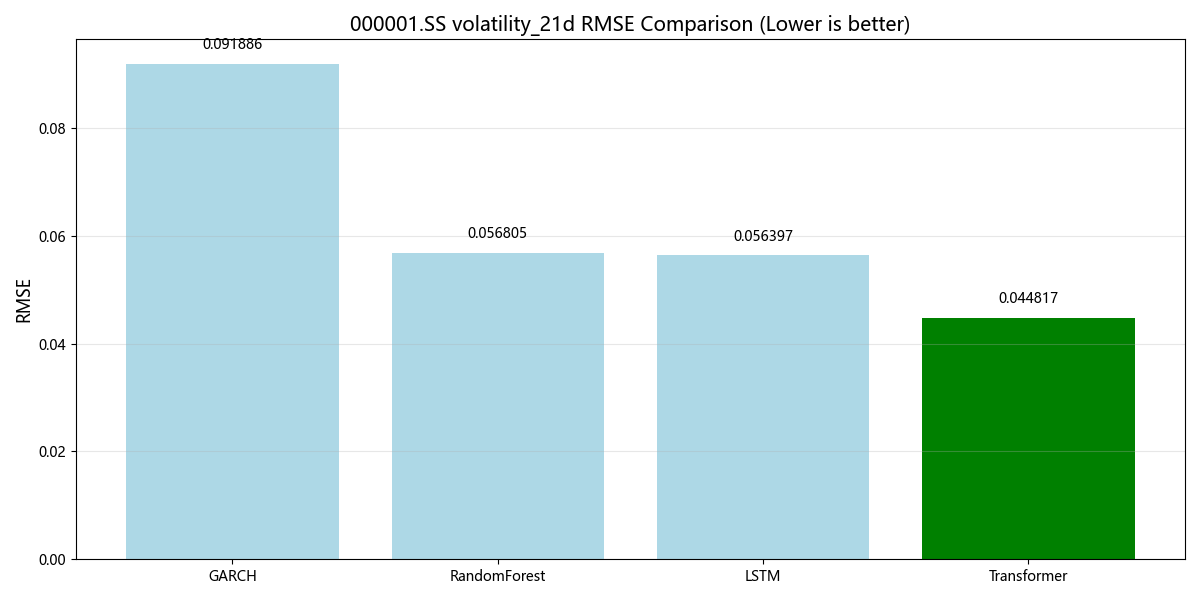 000001.SS volatility_21d RMSE Comparison (Lower is better)
0.091886
0.08
0.06
0.056805
0.056397
0.044817
RMSE
0.04
0.02
0.00
GARCH
RandomForest
LSTM
Transformer